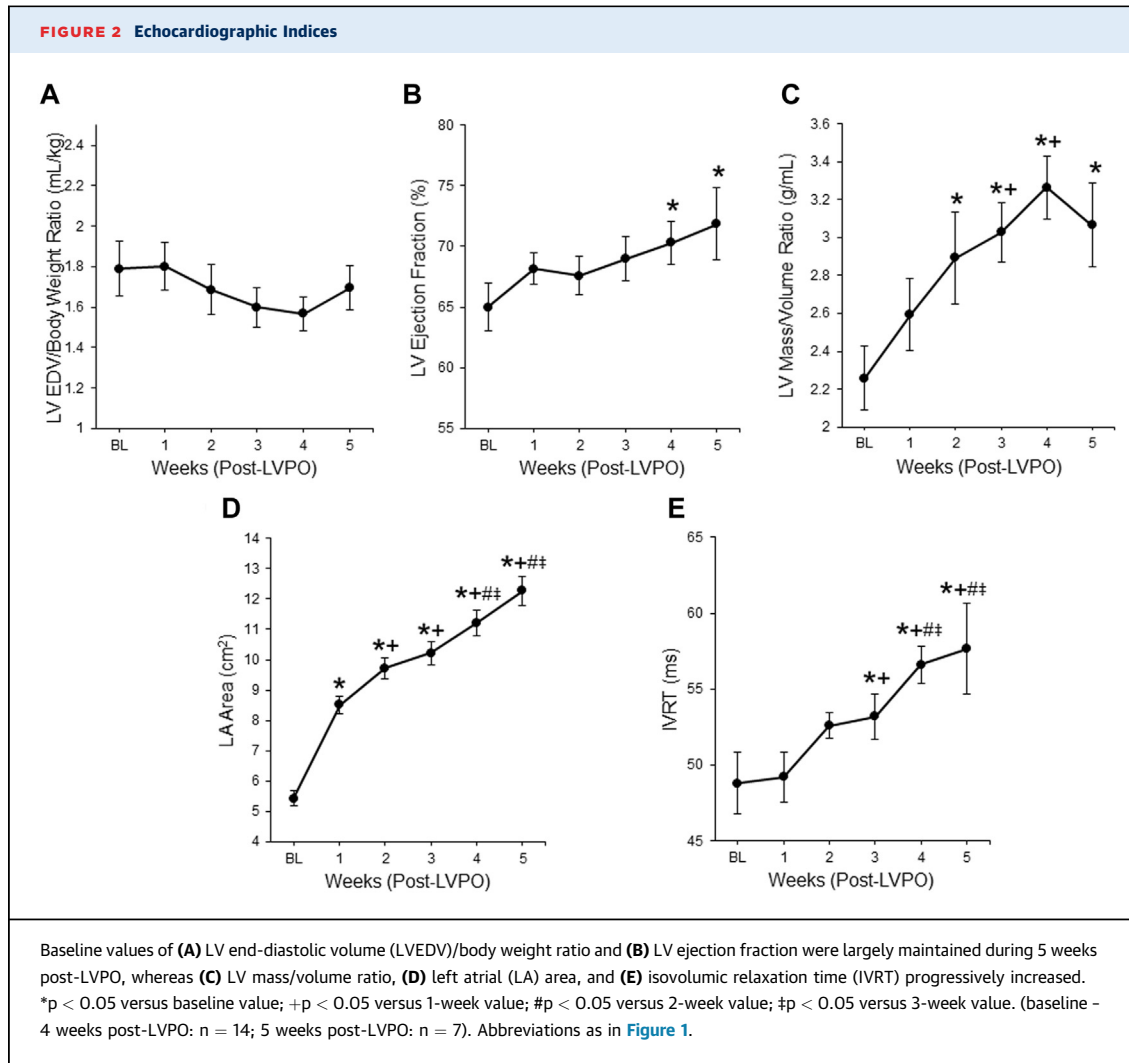 FIGURE 2 Echocardiographic Indices
A
LV EDV/Body Weight Ratio (mL/kg)
2.4
2.2
2
1.8
1.6
1.4
1.2
1
BL 1 2 3 4 5
Weeks (Post-LVPO)
B
LV Ejection Fraction (%)
80
75
70
65
60
55
* *
BL 1 2 3 4 5
Weeks (Post-LVPO)
C
LV Mass/Volume Ratio (g/mL)
3.6
3.4
3.2
3
2.8
2.6
2.4
2.2
2
* *+ *+ *
BL 1 2 3 4 5
Weeks (Post-LVPO)
D
LA Area (cm²)
14
13
12
11
10
9
8
7
6
5
4
* *+ *+ *+#‡ *+#‡
BL 1 2 3 4 5
Weeks (Post-LVPO)
E
IVRT (ms)
65
60
55
50
45
*+ *+#‡ *+#‡
BL 1 2 3 4 5
Weeks (Post-LVPO)
Baseline values of (A) LV end-diastolic volume (LVEDV)/body weight ratio and (B) LV ejection fraction were largely maintained during 5 weeks
post-LVPO, whereas (C) LV mass/volume ratio, (D) left atrial (LA) area, and (E) isovolumic relaxation time (IVRT) progressively increased.
*p < 0.05 versus baseline value; +p < 0.05 versus 1-week value; #p < 0.05 versus 2-week value; ‡p < 0.05 versus 3-week value. (baseline -
4 weeks post-LVPO: n = 14; 5 weeks post-LVPO: n = 7). Abbreviations as in Figure 1.